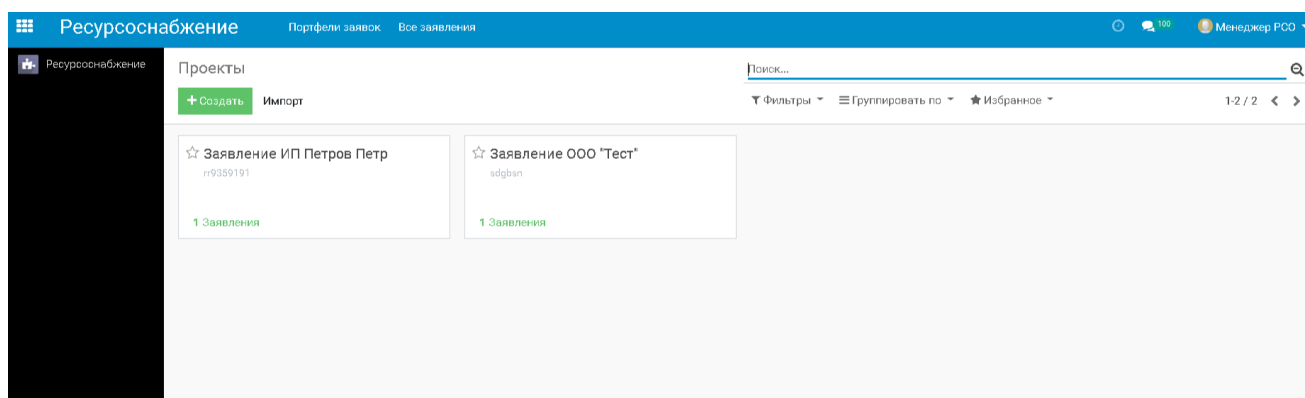 Ресурсоснабжение Портфели заявок Все заявления 100 Менеджер РСО
Ресурсоснабжение
Проекты Поиск...
+ Создать Импорт Фильтры Группировать по Избранное 1-2 / 2
Заявление ИП Петров Петр Заявление ООО "Тест"
rr9359191 sdgbsn
1 Заявления 1 Заявления